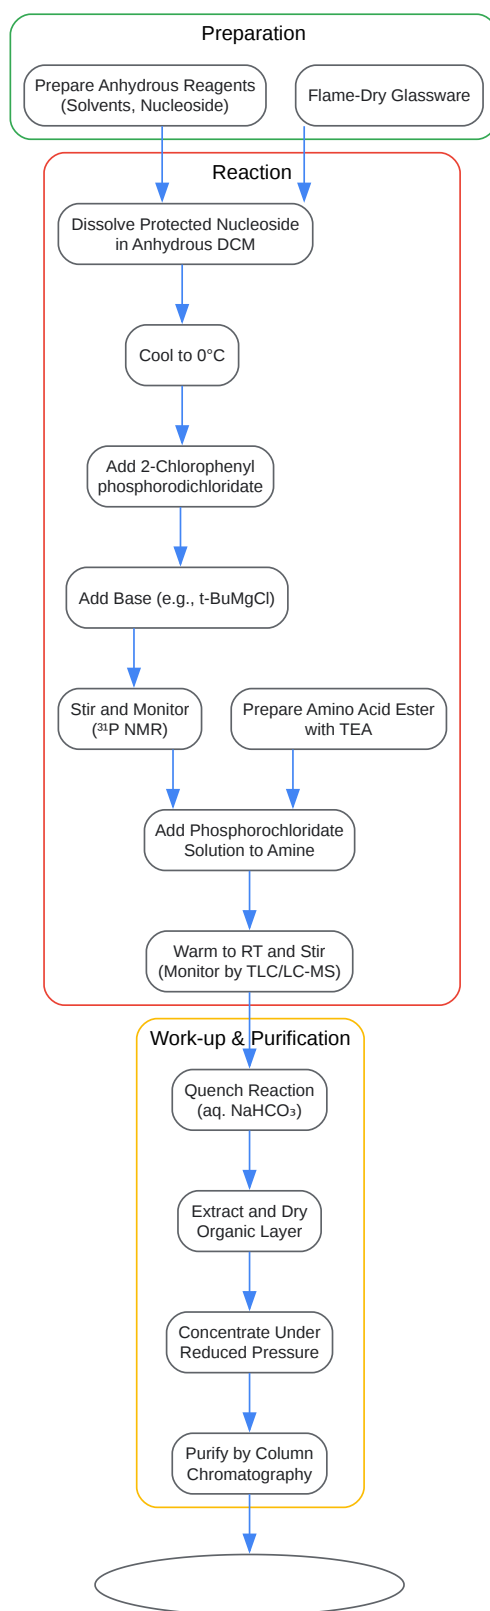 Preparation
Prepare Anhydrous Reagents
(Solvents, Nucleoside)
Flame-Dry Glassware
Reaction
Dissolve Protected Nucleoside
in Anhydrous DCM
Cool to 0°C
Add 2-Chlorophenyl
phosphorodichloridate
Add Base (e.g., t-BuMgCl)
Stir and Monitor
(³¹P NMR)
Prepare Amino Acid Ester
with TEA
Add Phosphorochloridate
Solution to Amine
Warm to RT and Stir
(Monitor by TLC/LC-MS)
Work-up & Purification
Quench Reaction
(aq. NaHCO₃)
Extract and Dry
Organic Layer
Concentrate Under
Reduced Pressure
Purify by Column
Chromatography